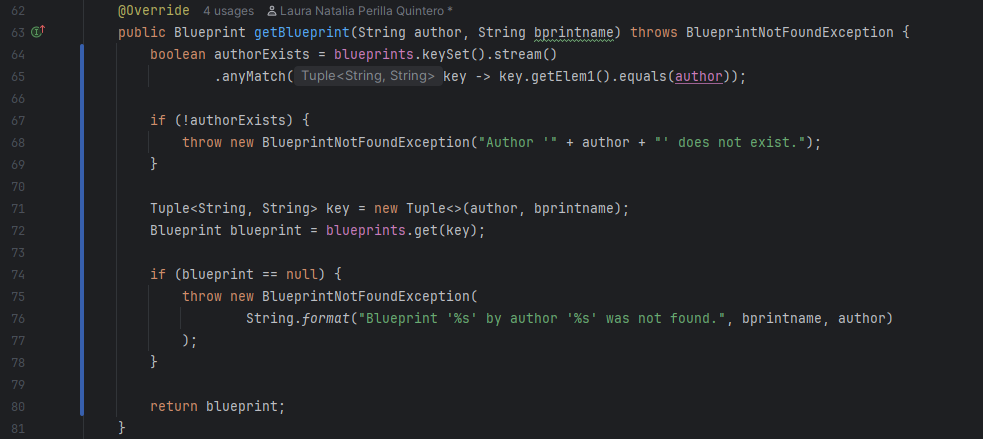 62 @Override 4 usages Laura Natalia Perilla Quintero *
63 public Blueprint getBlueprint(String author, String bprintname) throws BlueprintNotFoundException {
64 boolean authorExists = blueprints.keySet().stream()
65 .anyMatch( Tuple<String, String> key -> key.getElem1().equals(author));
66
67 if (!authorExists) {
68 throw new BlueprintNotFoundException("Author '" + author + "' does not exist.");
69 }
70
71 Tuple<String, String> key = new Tuple<>(author, bprintname);
72 Blueprint blueprint = blueprints.get(key);
73
74 if (blueprint == null) {
75 throw new BlueprintNotFoundException(
76 String.format("Blueprint '%s' by author '%s' was not found.", bprintname, author)
77 );
78 }
79
80 return blueprint;
81 }